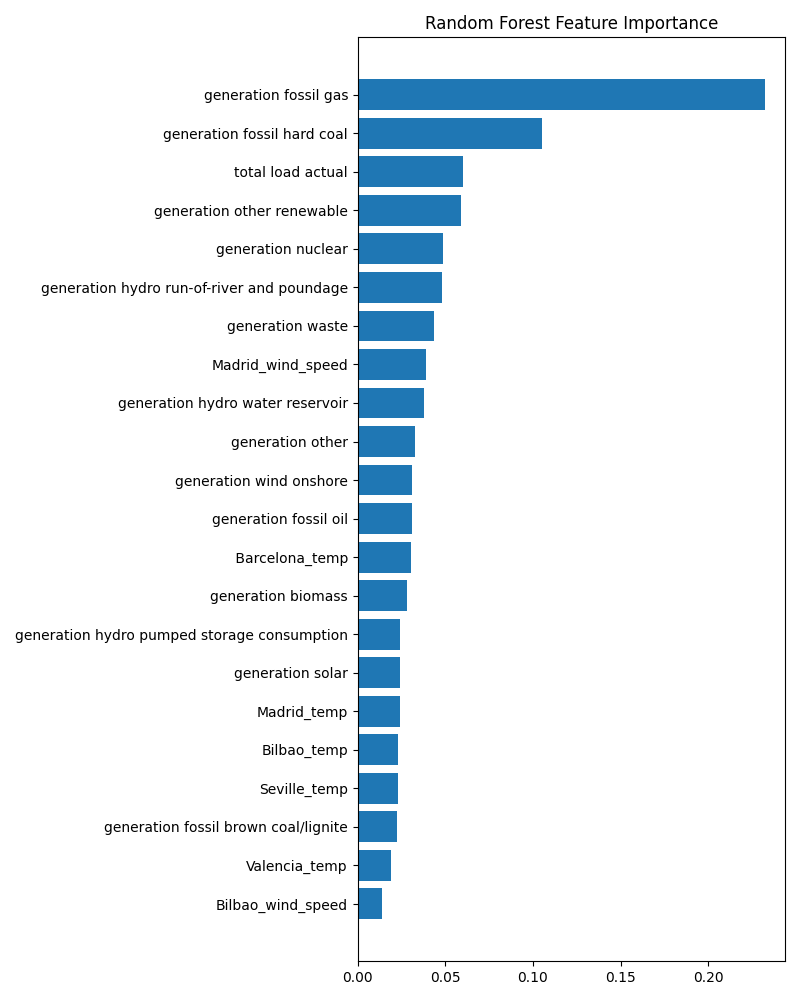 Random Forest Feature Importance
generation fossil gas
generation fossil hard coal
total load actual
generation other renewable
generation nuclear
generation hydro run-of-river and poundage
generation waste
Madrid_wind_speed
generation hydro water reservoir
generation other
generation wind onshore
generation fossil oil
Barcelona_temp
generation biomass
generation hydro pumped storage consumption
generation solar
Madrid_temp
Bilbao_temp
Seville_temp
generation fossil brown coal/lignite
Valencia_temp
Bilbao_wind_speed
0.00 0.05 0.10 0.15 0.20